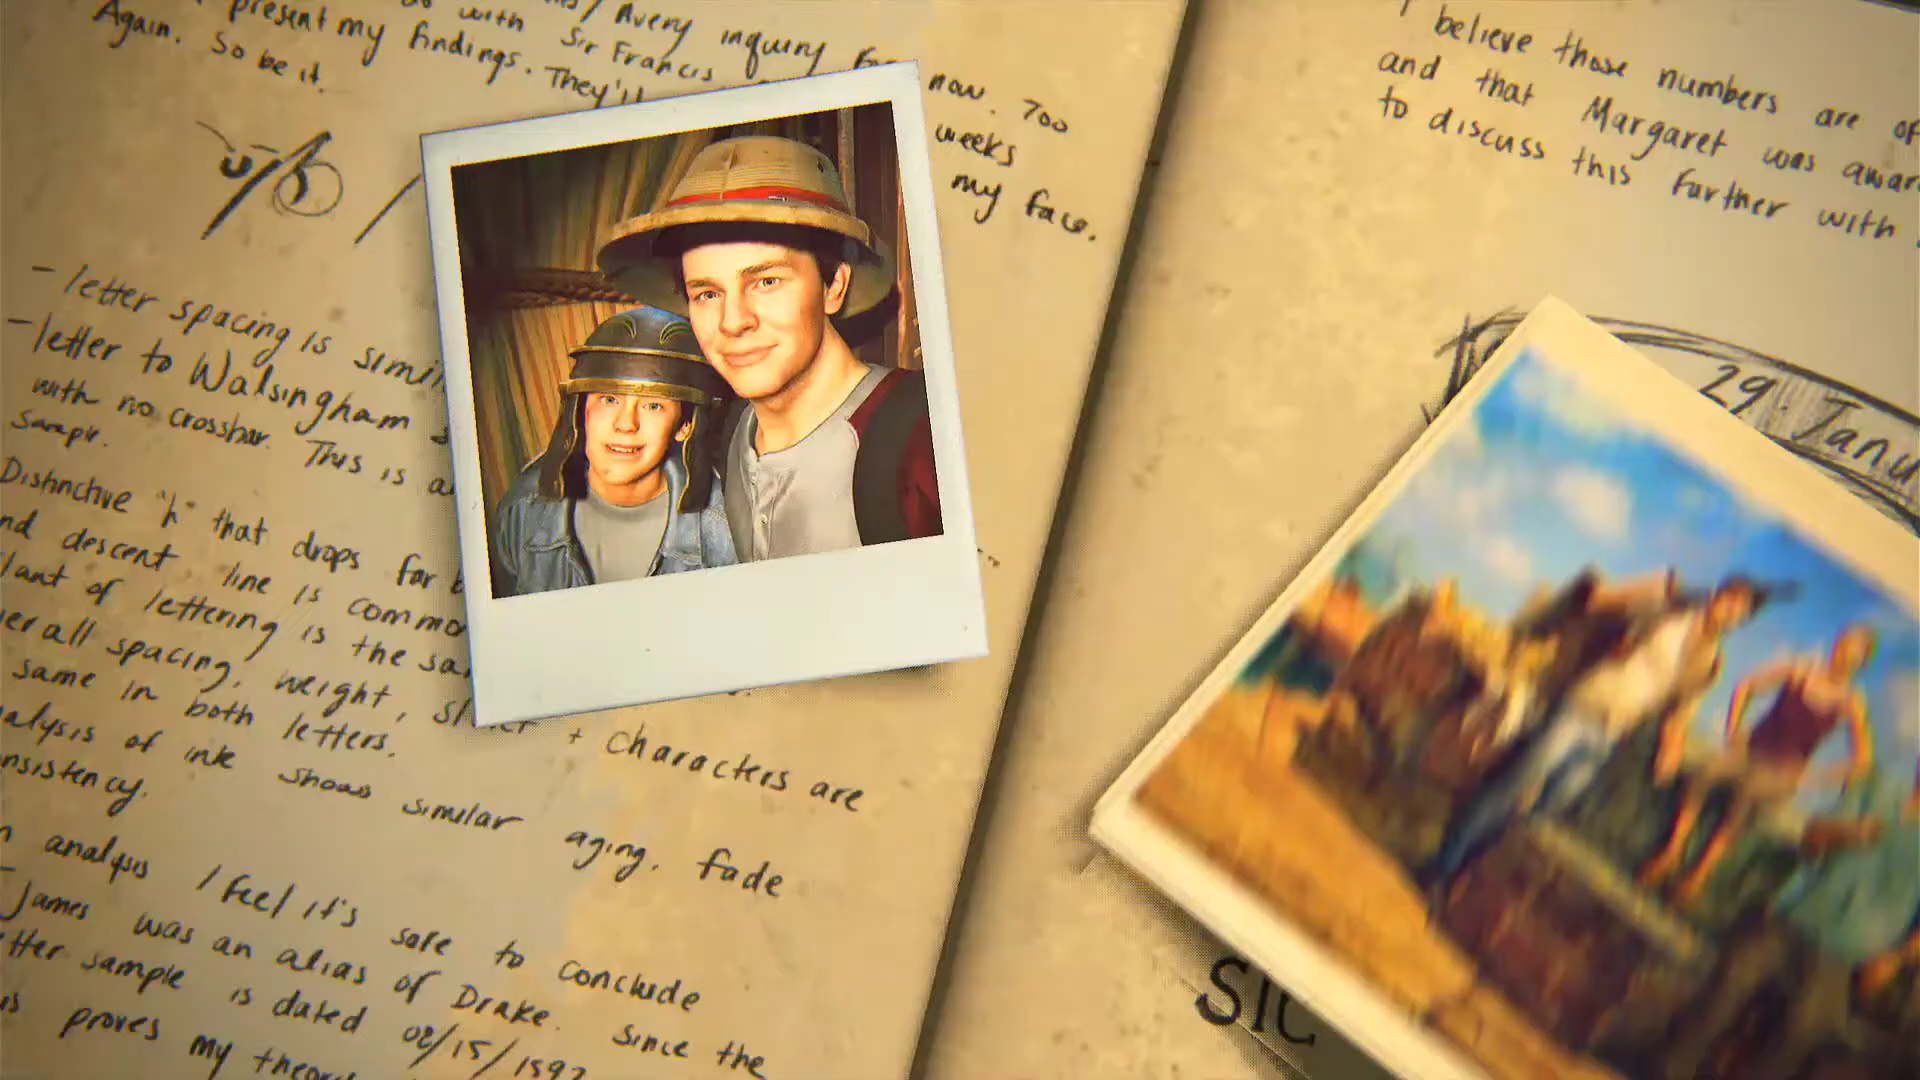 Avery inquiry for now. Too
with Sir Francis weeks
present my findings. They'll my face.
Again. So be it.
- letter spacing is simi
- letter to Walsingham s
with no crossbar. This is a
sample.
Distinctive "h" that drops far b
nd descent line is commo
lant of lettering is the sa
erall spacing, weight, + characters are
same in both letters.
alysis of ink shows similar aging. fade
nsistency.
analysis I feel it's safe to conclude
James was an alias of Drake. Since the
tter sample is dated 08/15/1592
is proves my theory
I believe those numbers are of
and that Margaret was awar
to discuss this further with
29 Janu
SIC